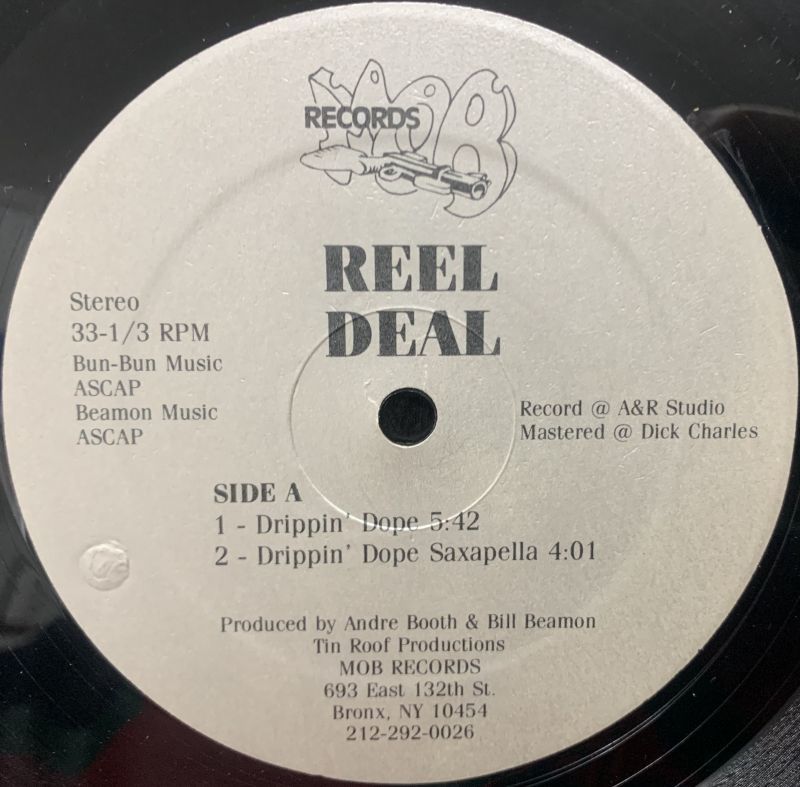 MOB
RECORDS
REEL
DEAL
Stereo
33-1/3 RPM
Bun-Bun Music
ASCAP
Beamon Music
ASCAP
Record @ A&R Studio
Mastered @ Dick Charles
SIDE A
1 - Drippin' Dope 5:42
2 - Drippin' Dope Saxapella 4:01
Produced by Andre Booth & Bill Beamon
Tin Roof Productions
MOB RECORDS
693 East 132th St.
Bronx, NY 10454
212-292-0026